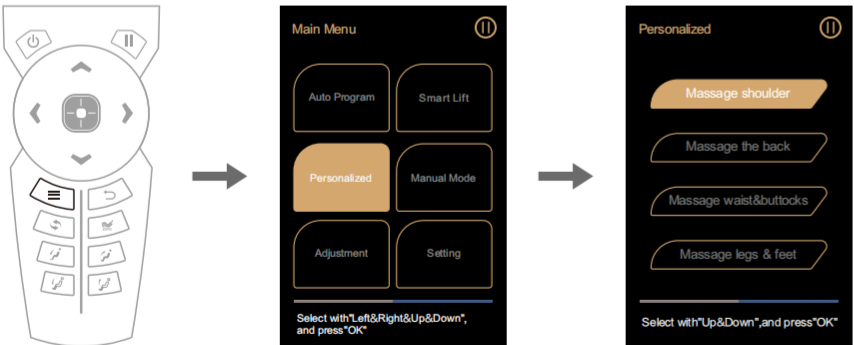 Main Menu
Auto Program
Smart Lift
Personalized
Manual Mode
Adjustment
Setting
Select with"Left&Right&Up&Down",
and press"OK"
Personalized
Massage shoulder
Massage the back
Massage waist&buttocks
Massage legs & feet
Select with"Up&Down",and press"OK"